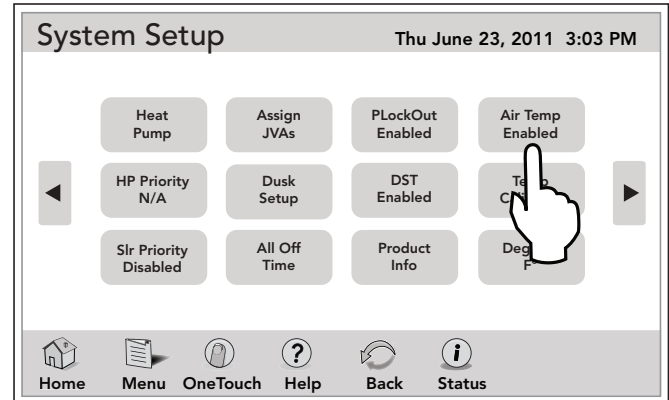 System Setup
Thu June 23, 2011 3:03 PM
Heat
Pump
Assign
JVAs
PLockOut
Enabled
Air Temp
Enabled
HP Priority
N/A
Dusk
Setup
DST
Enabled
Slr Priority
Disabled
All Off
Time
Product
Info
?
i
Home
Menu
OneTouch
Help
Back
Status